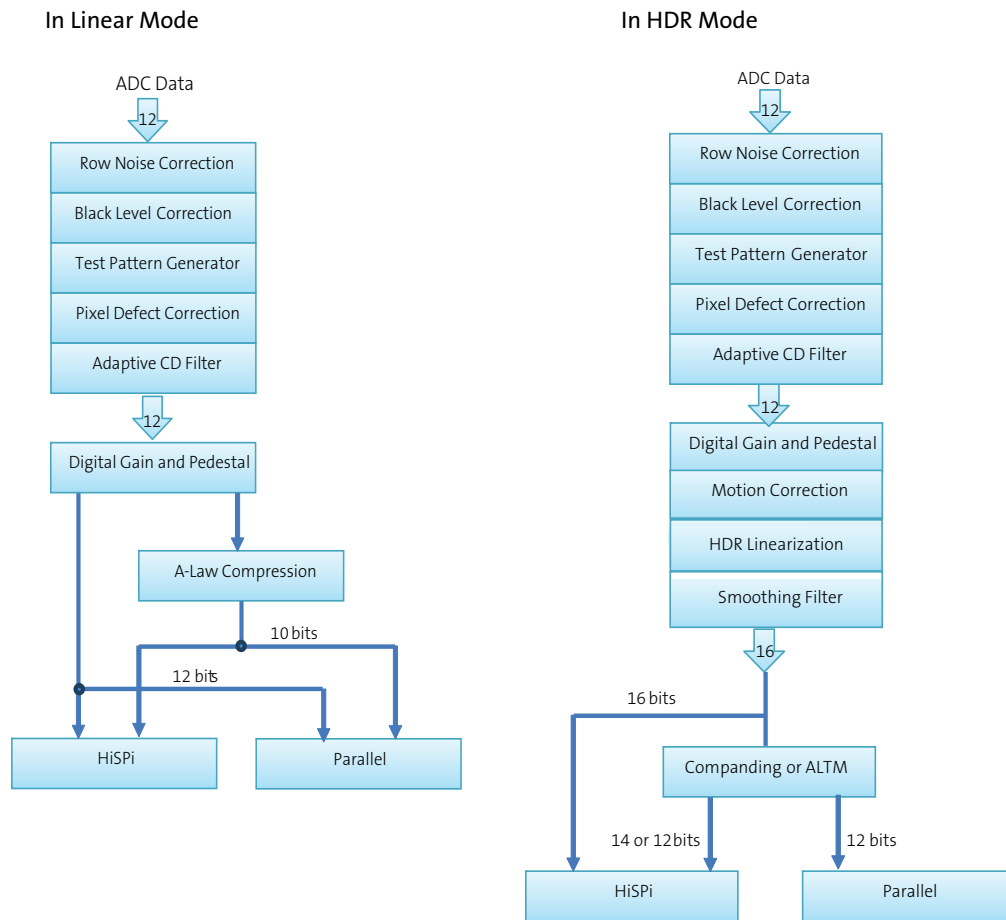 In Linear Mode
ADC Data
12
Row Noise Correction
Black Level Correction
Test Pattern Generator
Pixel Defect Correction
Adaptive CD Filter
12
Digital Gain and Pedestal
A-Law Compression
10 bits
12 bits
HiSPi
Parallel
In HDR Mode
ADC Data
12
Row Noise Correction
Black Level Correction
Test Pattern Generator
Pixel Defect Correction
Adaptive CD Filter
12
Digital Gain and Pedestal
Motion Correction
HDR Linearization
Smoothing Filter
16
16 bits
Companding or ALTM
14 or 12bits
12 bits
HiSPi
Parallel